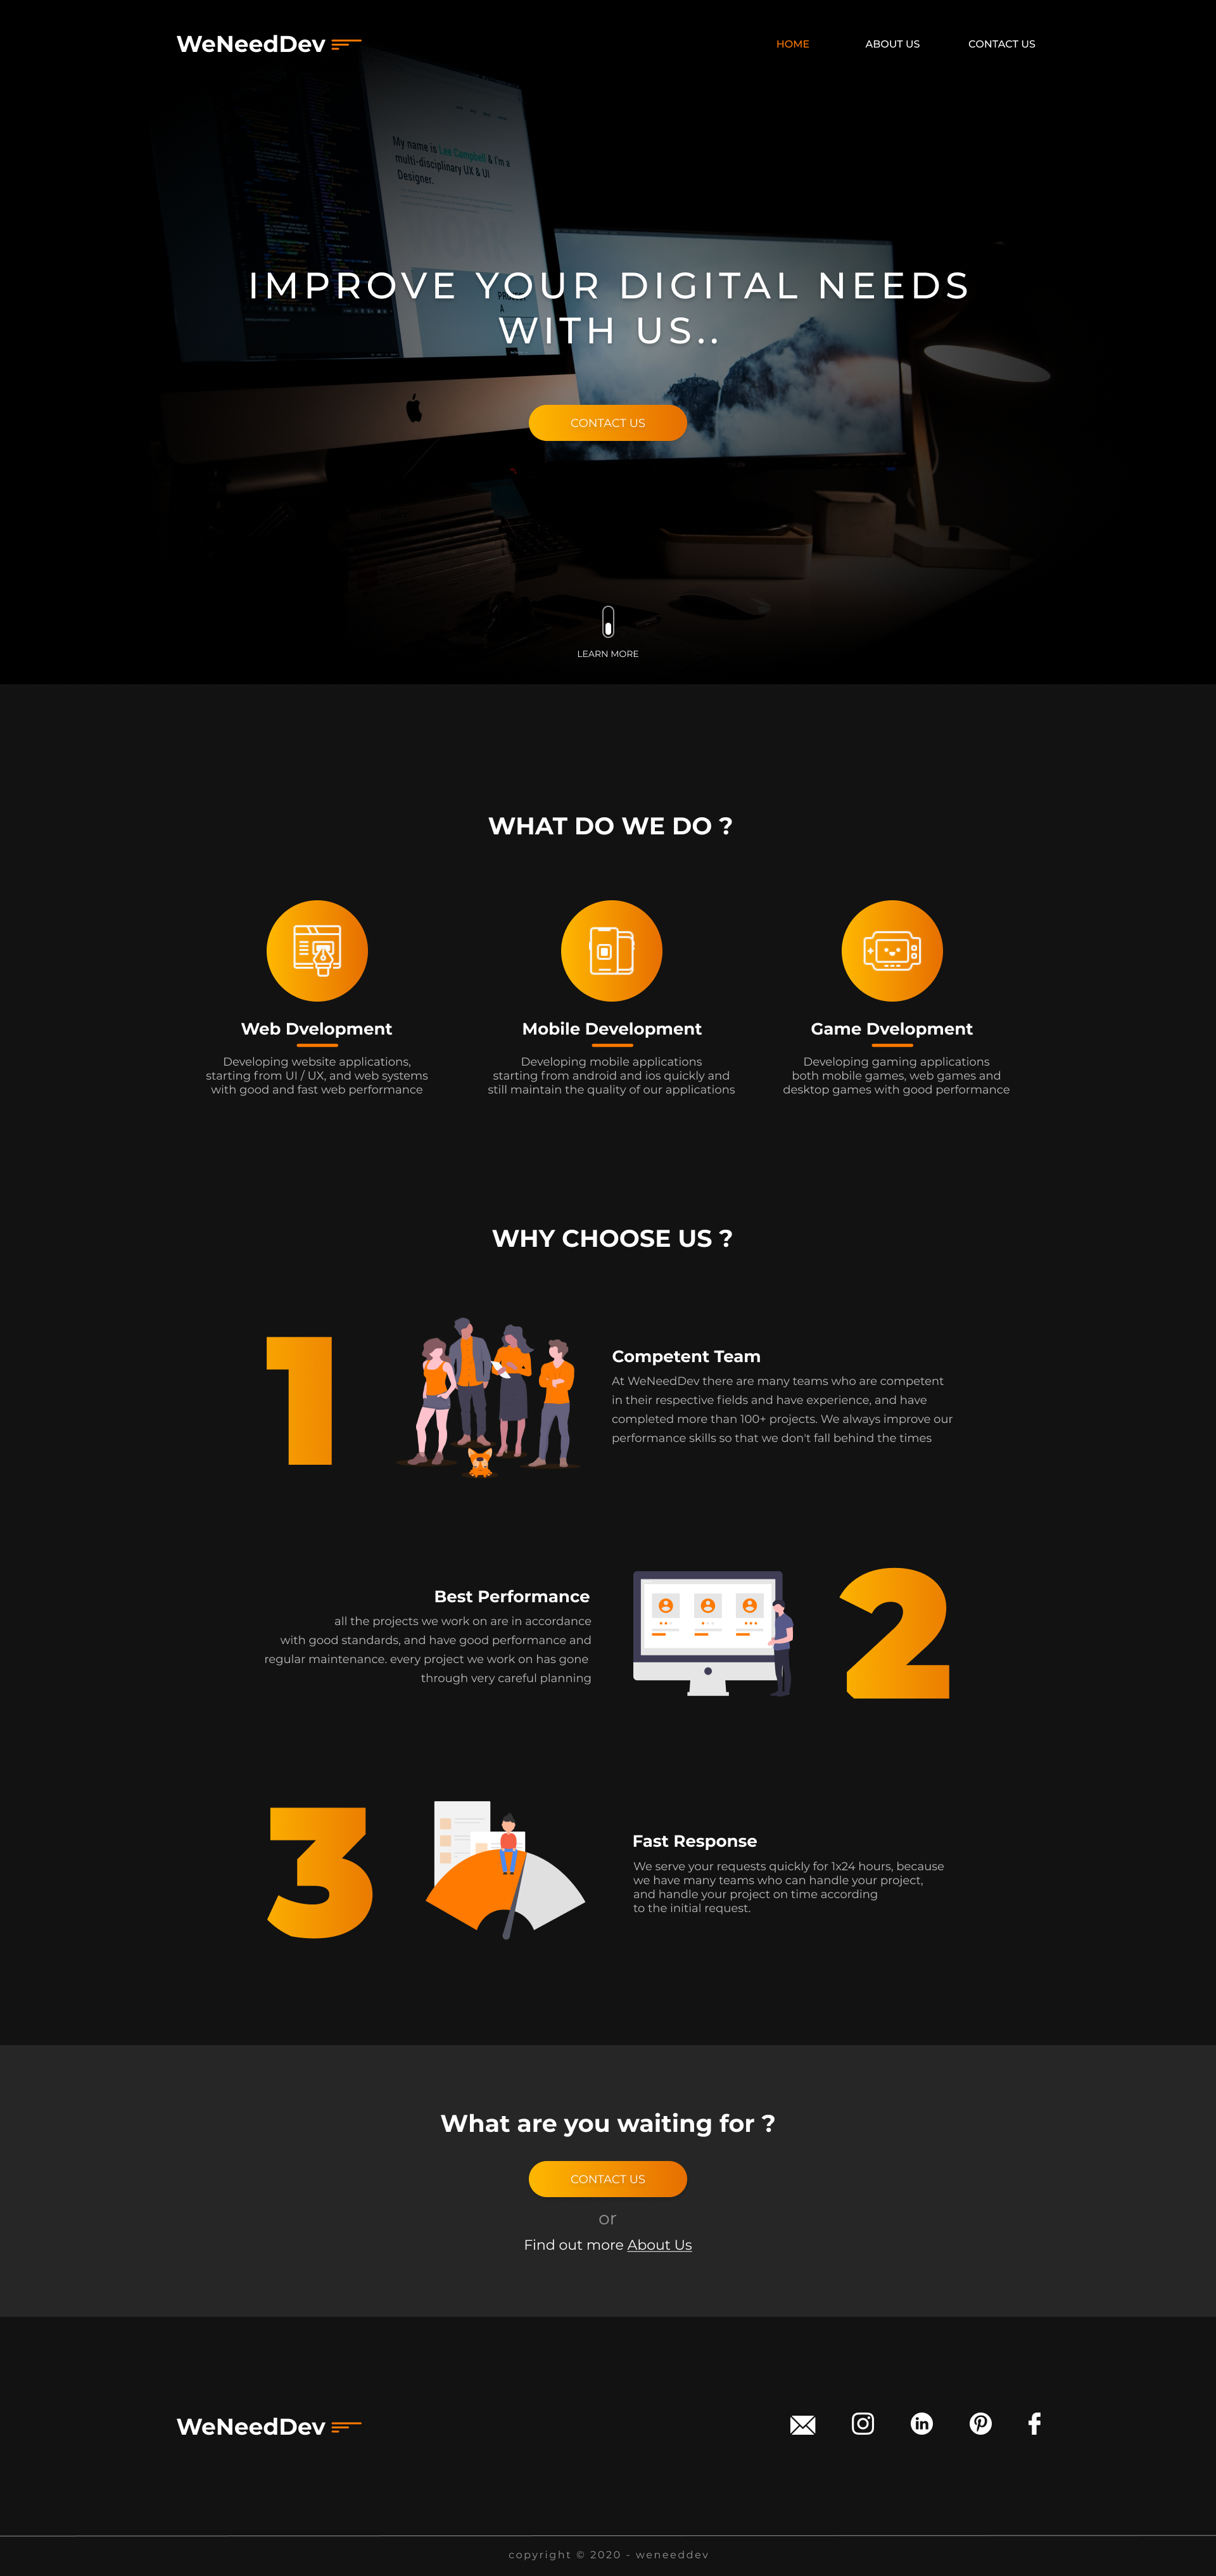 WeNeedDev
HOME
ABOUT US
CONTACT US
My name is Leo Campbell & I'm a
multi-disciplinary UX & UI
Designer.
IMPROVE YOUR DIGITAL NEEDS
WITH US..
CONTACT US
LEARN MORE
WHAT DO WE DO ?
Web Dvelopment
Developing website applications,
starting from UI / UX, and web systems
with good and fast web performance
Mobile Development
Developing mobile applications
starting from android and ios quickly and
still maintain the quality of our applications
Game Dvelopment
Developing gaming applications
both mobile games, web games and
desktop games with good performance
WHY CHOOSE US ?
1
Competent Team
At WeNeedDev there are many teams who are competent
in their respective fields and have experience, and have
completed more than 100+ projects. We always improve our
performance skills so that we don't fall behind the times
Best Performance
all the projects we work on are in accordance
with good standards, and have good performance and
regular maintenance. every project we work on has gone
through very careful planning
2
3
Fast Response
We serve your requests quickly for 1x24 hours, because
we have many teams who can handle your project,
and handle your project on time according
to the initial request.
What are you waiting for ?
CONTACT US
or
Find out more About Us
WeNeedDev
in
copyright © 2020 - weneeddev